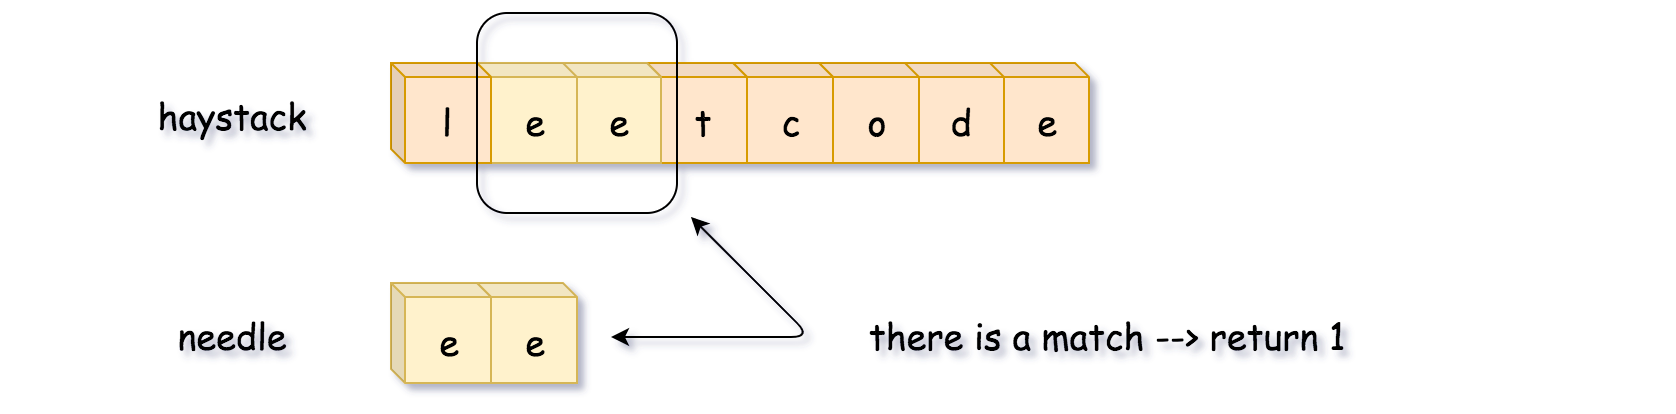 haystack l e e t c o d e
needle e e there is a match --> return 1